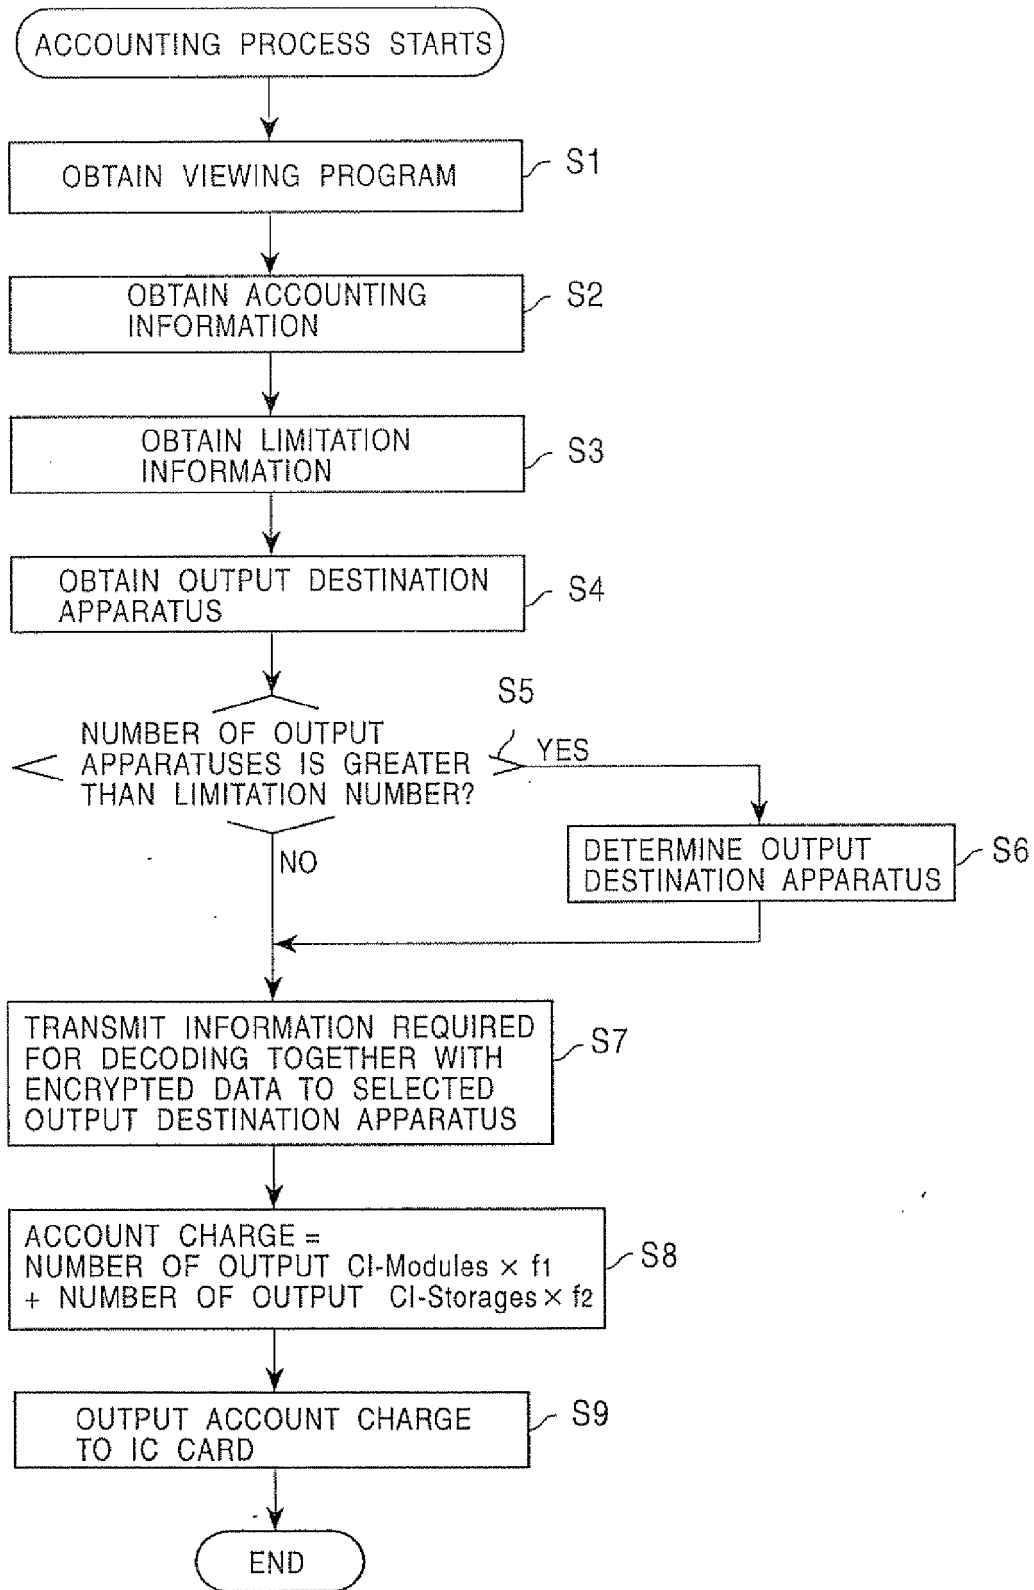 ACCOUNTING PROCESS STARTS
OBTAIN VIEWING PROGRAM
S1
OBTAIN ACCOUNTING
INFORMATION
S2
OBTAIN LIMITATION
INFORMATION
S3
OBTAIN OUTPUT DESTINATION
APPARATUS
S4
S5
NUMBER OF OUTPUT
APPARATUSES IS GREATER
THAN LIMITATION NUMBER?
YES
NO
DETERMINE OUTPUT
DESTINATION APPARATUS
S6
TRANSMIT INFORMATION REQUIRED
FOR DECODING TOGETHER WITH
ENCRYPTED DATA TO SELECTED
OUTPUT DESTINATION APPARATUS
S7
ACCOUNT CHARGE =
NUMBER OF OUTPUT CI-Modules × f1
+ NUMBER OF OUTPUT CI-Storages × f2
S8
OUTPUT ACCOUNT CHARGE
TO IC CARD
S9
END